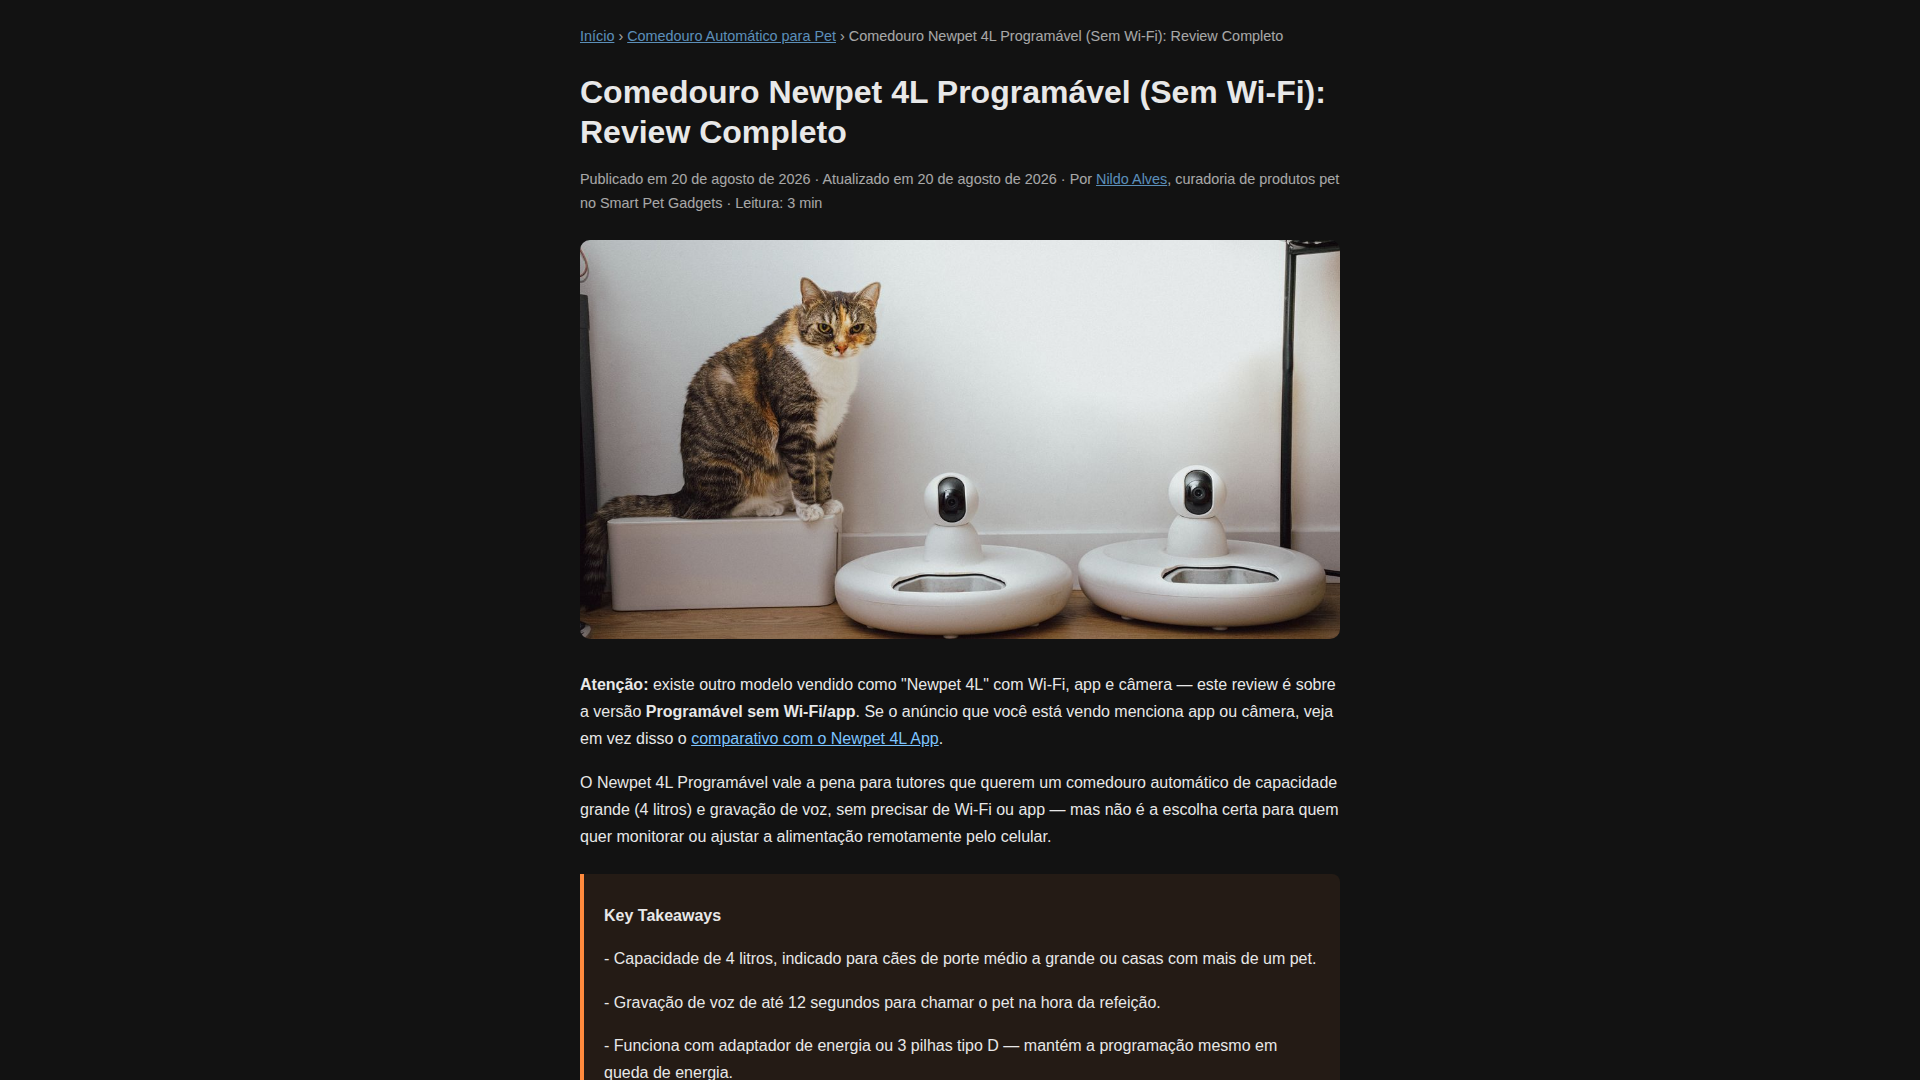 Início › Comedouro Automático para Pet › Comedouro Newpet 4L Programável (Sem Wi-Fi): Review Completo
Comedouro Newpet 4L Programável (Sem Wi-Fi):
Review Completo
Publicado em 20 de agosto de 2026 · Atualizado em 20 de agosto de 2026 · Por Nildo Alves, curadoria de produtos pet
no Smart Pet Gadgets · Leitura: 3 min
Atenção: existe outro modelo vendido como "Newpet 4L" com Wi-Fi, app e câmera — este review é sobre
a versão Programável sem Wi-Fi/app. Se o anúncio que você está vendo menciona app ou câmera, veja
em vez disso o comparativo com o Newpet 4L App.
O Newpet 4L Programável vale a pena para tutores que querem um comedouro automático de capacidade
grande (4 litros) e gravação de voz, sem precisar de Wi-Fi ou app — mas não é a escolha certa para quem
quer monitorar ou ajustar a alimentação remotamente pelo celular.
Key Takeaways
- Capacidade de 4 litros, indicado para cães de porte médio a grande ou casas com mais de um pet.
- Gravação de voz de até 12 segundos para chamar o pet na hora da refeição.
- Funciona com adaptador de energia ou 3 pilhas tipo D — mantém a programação mesmo em
queda de energia.